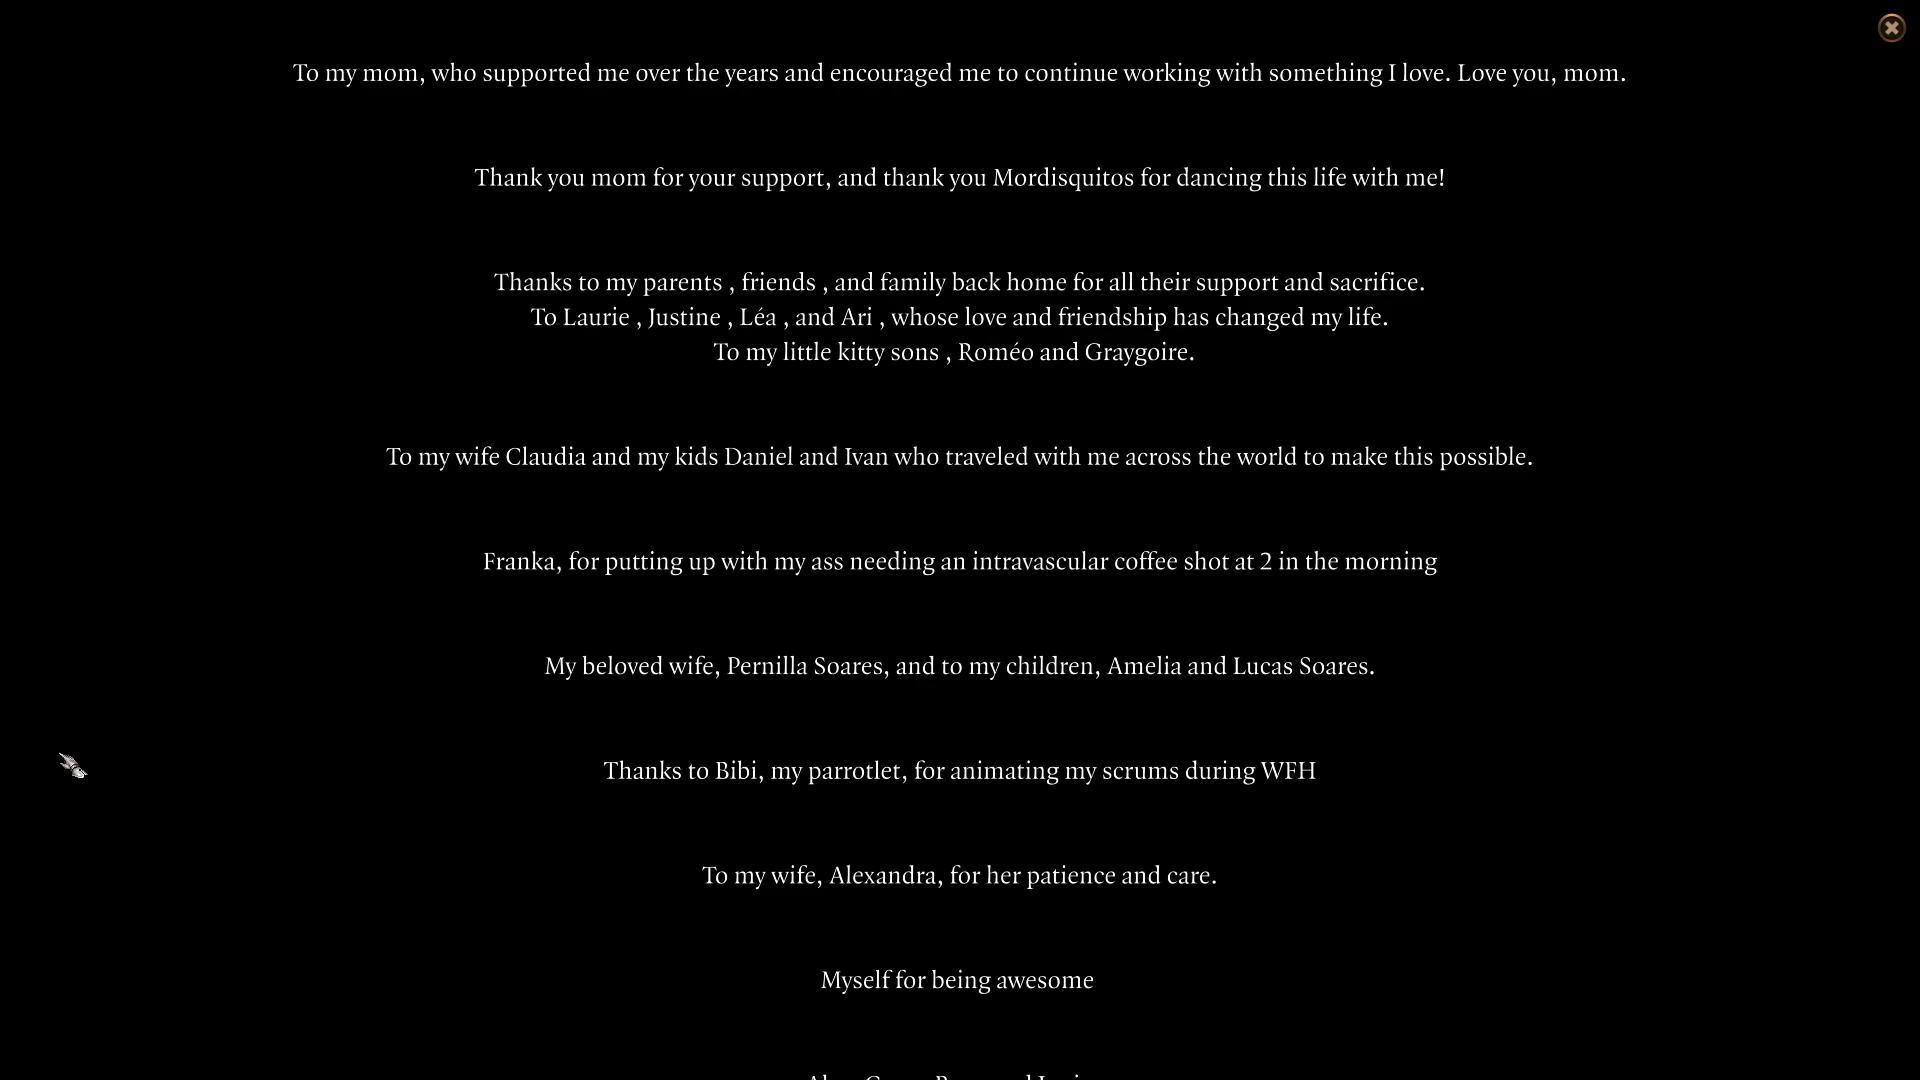 To my mom, who supported me over the years and encouraged me to continue working with something I love. Love you, mom.
Thank you mom for your support, and thank you Mordisquitos for dancing this life with me!
Thanks to my parents , friends , and family back home for all their support and sacrifice.
To Laurie , Justine , Léa , and Ari , whose love and friendship has changed my life.
To my little kitty sons , Roméo and Graygoire.
To my wife Claudia and my kids Daniel and Ivan who traveled with me across the world to make this possible.
Franka, for putting up with my ass needing an intravascular coffee shot at 2 in the morning
My beloved wife, Pernilla Soares, and to my children, Amelia and Lucas Soares.
Thanks to Bibi, my parrotlet, for animating my scrums during WFH
To my wife, Alexandra, for her patience and care.
Myself for being awesome